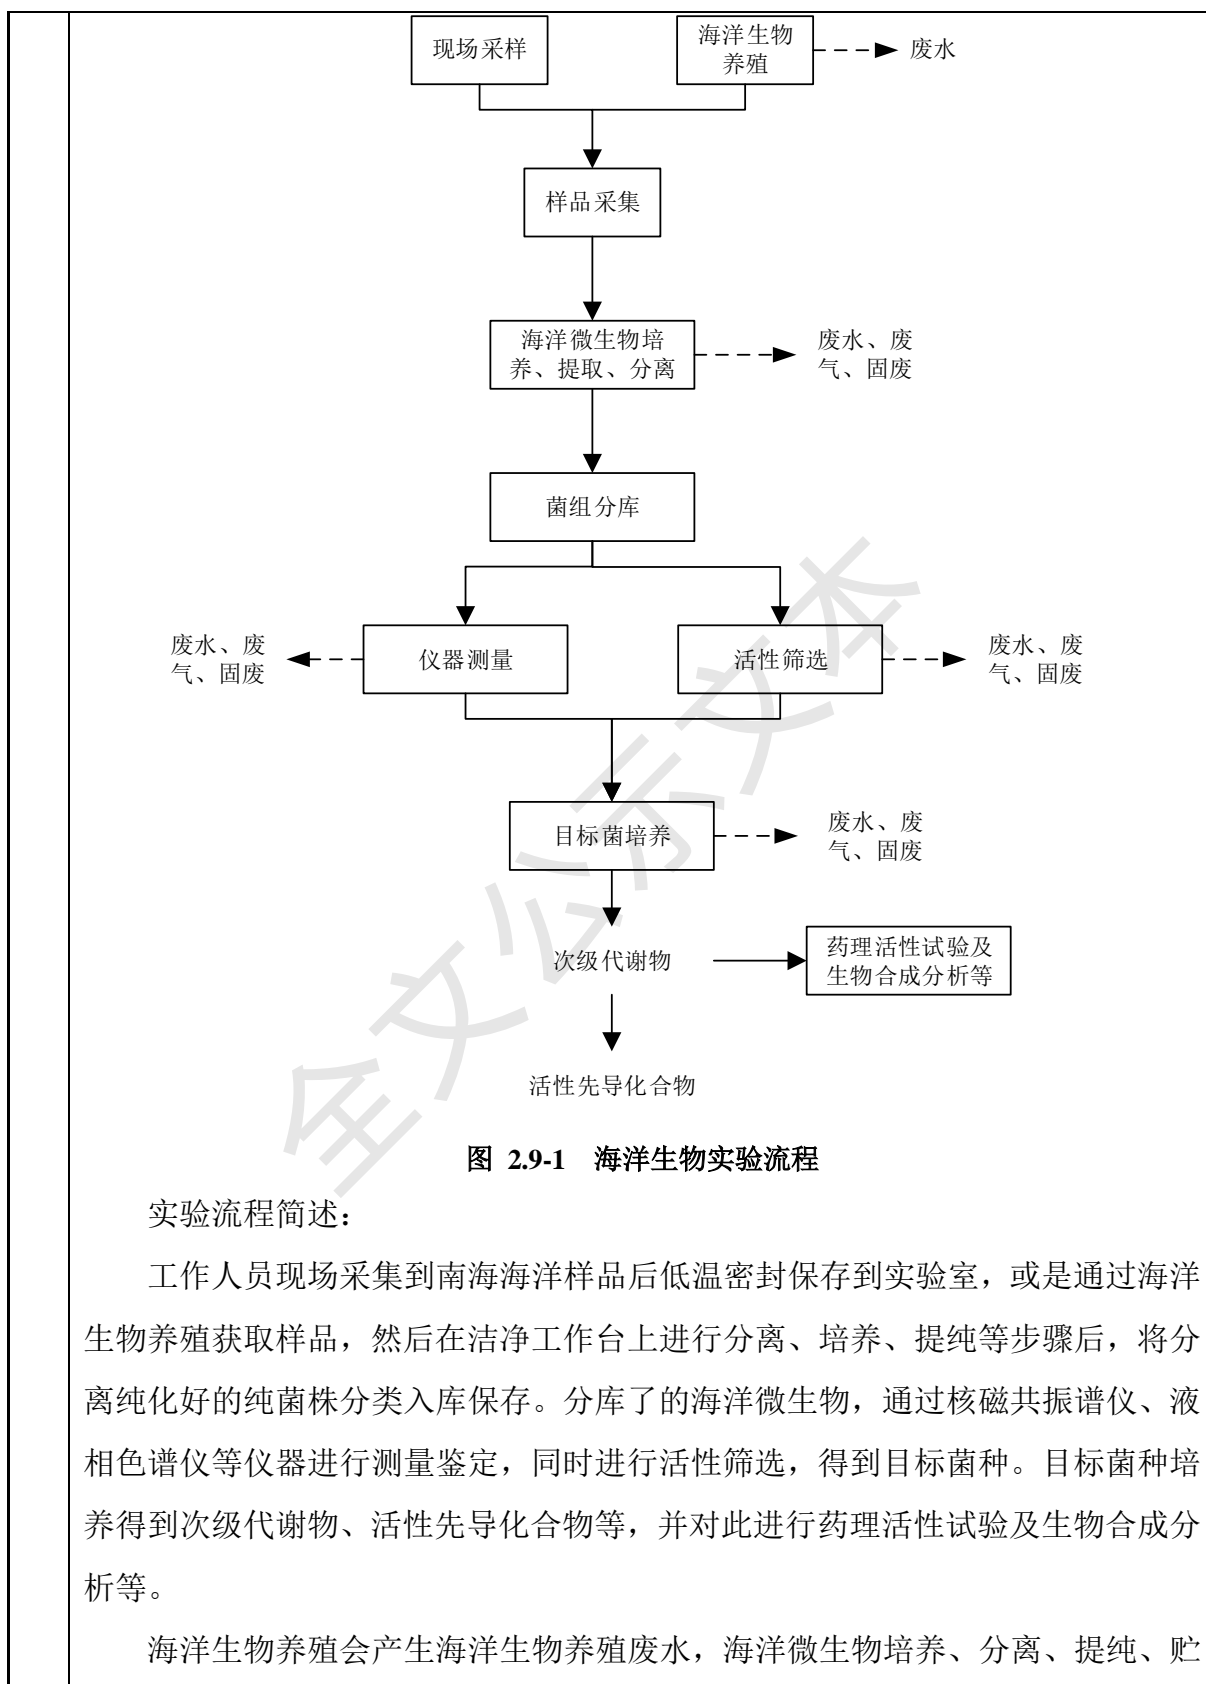 现场采样
海洋生物
养殖
废水
样品采集
海洋微生物培
养、提取、分离
废水、废
气、固废
菌组分库
废水、废
气、固废
仪器测量
活性筛选
废水、废
气、固废
目标菌培养
废水、废
气、固废
次级代谢物
药理活性试验及
生物合成分析等
活性先导化合物
全文公示文本
图 2.9-1 海洋生物实验流程
实验流程简述：
工作人员现场采集到南海海洋样品后低温密封保存到实验室，或是通过海洋
生物养殖获取样品，然后在洁净工作台上进行分离、培养、提纯等步骤后，将分
离纯化好的纯菌株分类入库保存。分库了的海洋微生物，通过核磁共振谱仪、液
相色谱仪等仪器进行测量鉴定，同时进行活性筛选，得到目标菌种。目标菌种培
养得到次级代谢物、活性先导化合物等，并对此进行药理活性试验及生物合成分
析等。
海洋生物养殖会产生海洋生物养殖废水，海洋微生物培养、分离、提纯、贮